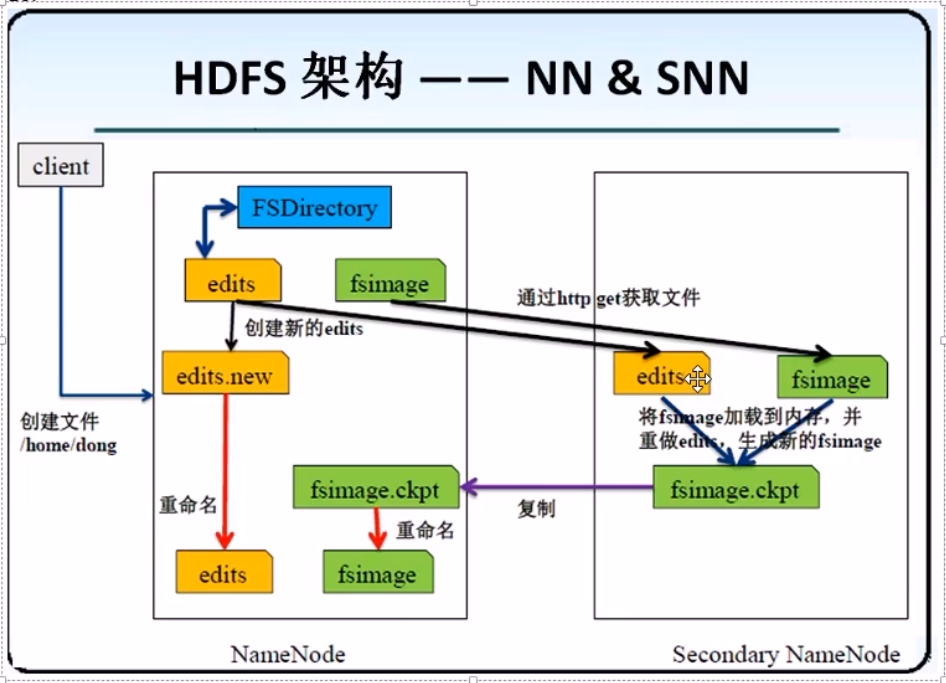 HDFS 架构 —— NN & SNN
client
FSDirectory
edits
fsimage
通过http get获取文件
创建新的edits
edits.new
edits
fsimage
创建文件
/home/dong
将fsimage加载到内存，并
重做edits，生成新的fsimage
fsimage.ckpt
fsimage.ckpt
重命名
复制
重命名
edits
fsimage
NameNode
Secondary NameNode